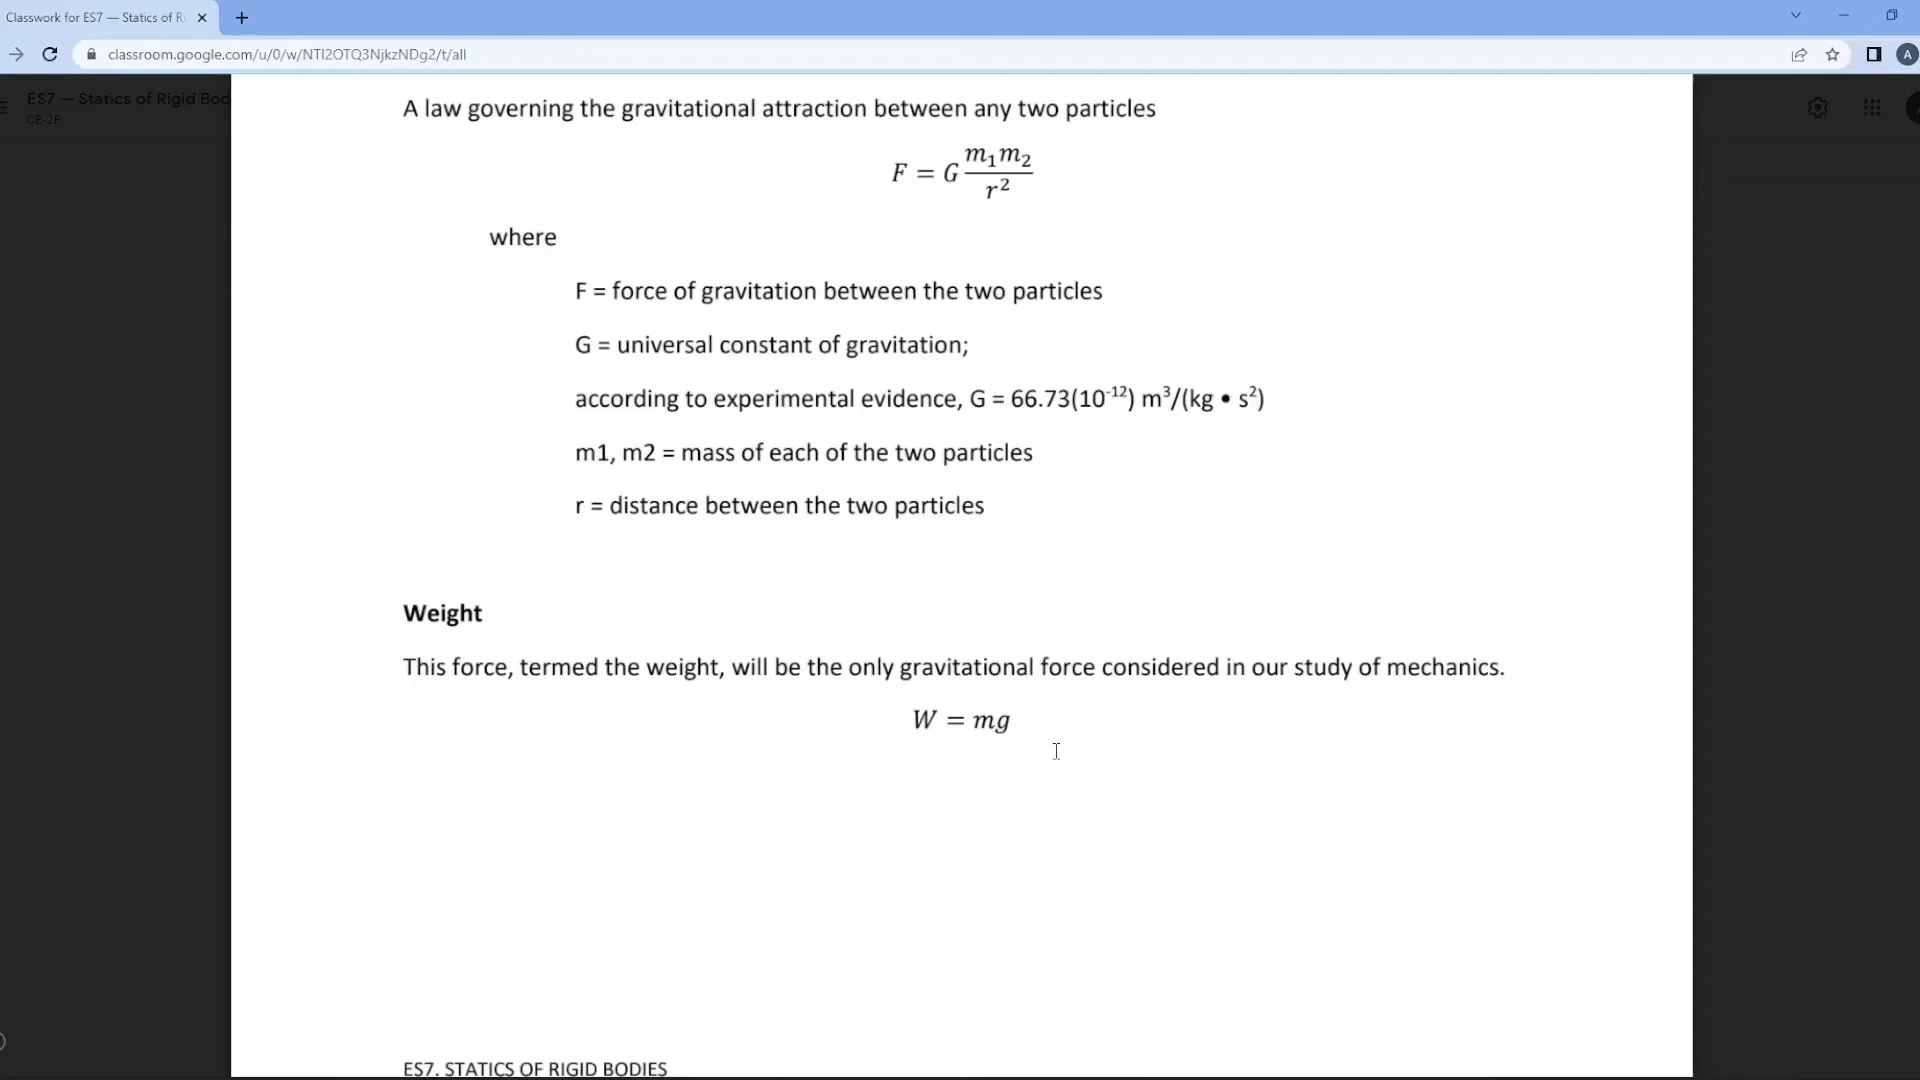 Classwork for ES7 — Statics of Ri
classroom.google.com/u/0/w/NTI2OTQ3NjkzNDg2/t/all
A
ES7 — Statics of Rigid Bod
CE-2F
A law governing the gravitational attraction between any two particles
F = G m₁m₂ / r²
where
F = force of gravitation between the two particles
G = universal constant of gravitation;
according to experimental evidence, G = 66.73(10⁻¹²) m³/(kg • s²)
m1, m2 = mass of each of the two particles
r = distance between the two particles
Weight
This force, termed the weight, will be the only gravitational force considered in our study of mechanics.
W = mg
ES7. STATICS OF RIGID BODIES